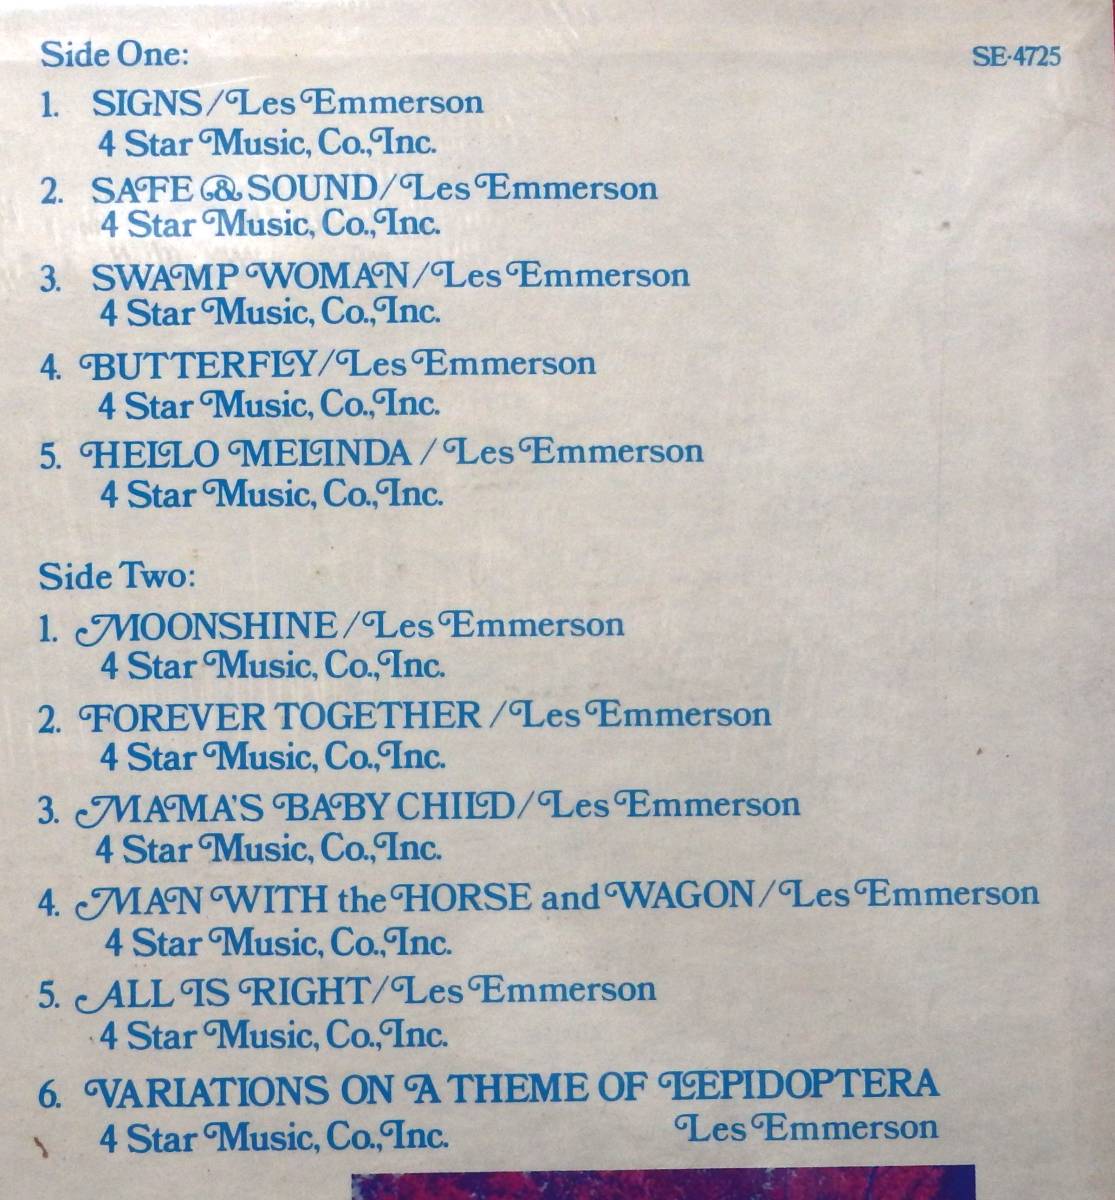 Side One:
SE-4725
1. SIGNS/Les Emmerson
4 Star Music, Co., Inc.
2. SAFE & SOUND/Les Emmerson
4 Star Music, Co., Inc.
3. SWAMP WOMAN/Les Emmerson
4 Star Music, Co., Inc.
4. BUTTERFLY/Les Emmerson
4 Star Music, Co., Inc.
5. HELLO MELINDA / Les Emmerson
4 Star Music, Co., Inc.
Side Two:
1. MOONSHINE/Les Emmerson
4 Star Music, Co., Inc.
2. FOREVER TOGETHER /Les Emmerson
4 Star Music, Co., Inc.
3. MAMA'S BABY CHILD/Les Emmerson
4 Star Music, Co., Inc.
4. MAN WITH the HORSE and WAGON/Les Emmerson
4 Star Music, Co., Inc.
5. ALL IS RIGHT/Les Emmerson
4 Star Music, Co., Inc.
6. VARIATIONS ON A THEME OF LEPIDOPTERA
Les Emmerson
4 Star Music, Co., Inc.